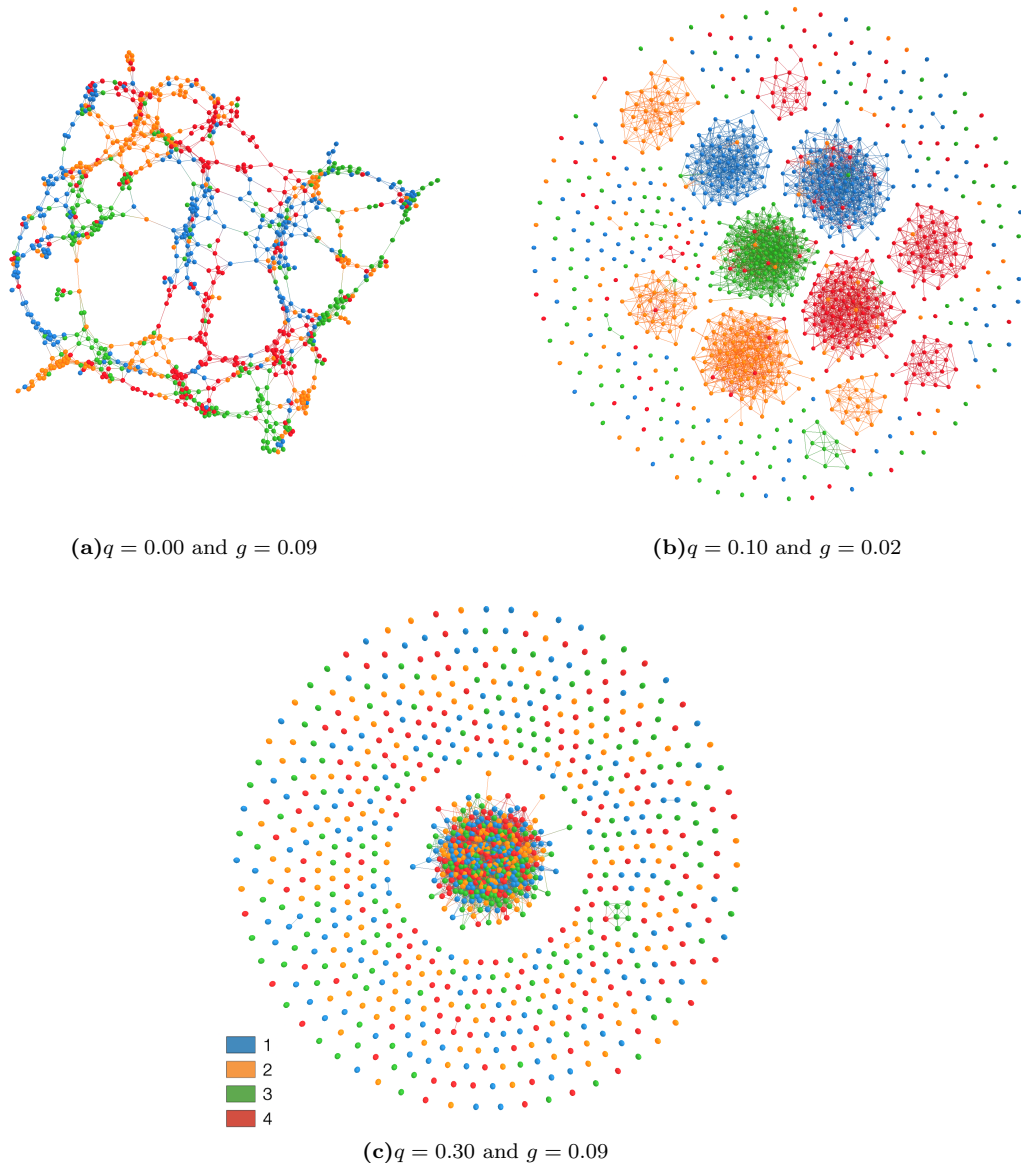 (a) q = 0.00 and g = 0.09
(b) q = 0.10 and g = 0.02
1
2
3
4
(c) q = 0.30 and g = 0.09